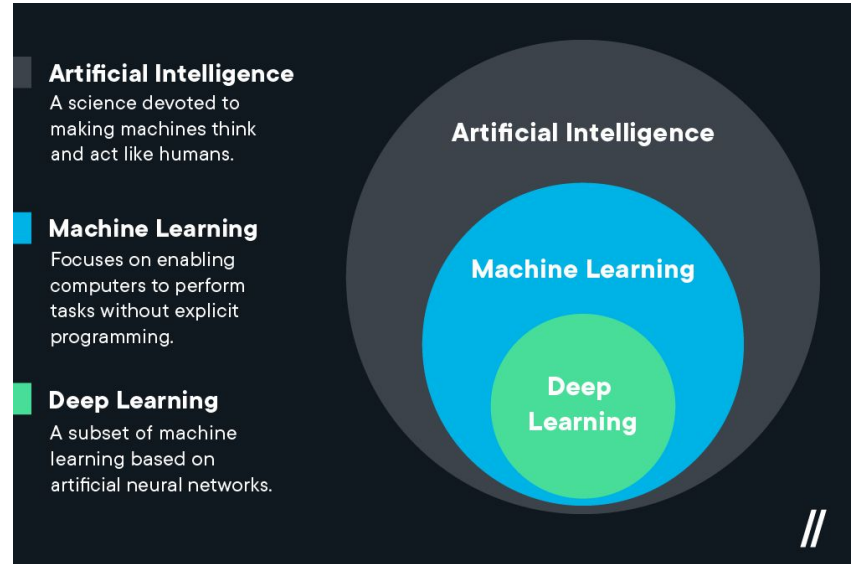 Artificial Intelligence
A science devoted to
making machines think
and act like humans.
Machine Learning
Focuses on enabling
computers to perform
tasks without explicit
programming.
Deep Learning
A subset of machine
learning based on
artificial neural networks.
Artificial Intelligence
Machine Learning
Deep
Learning
//